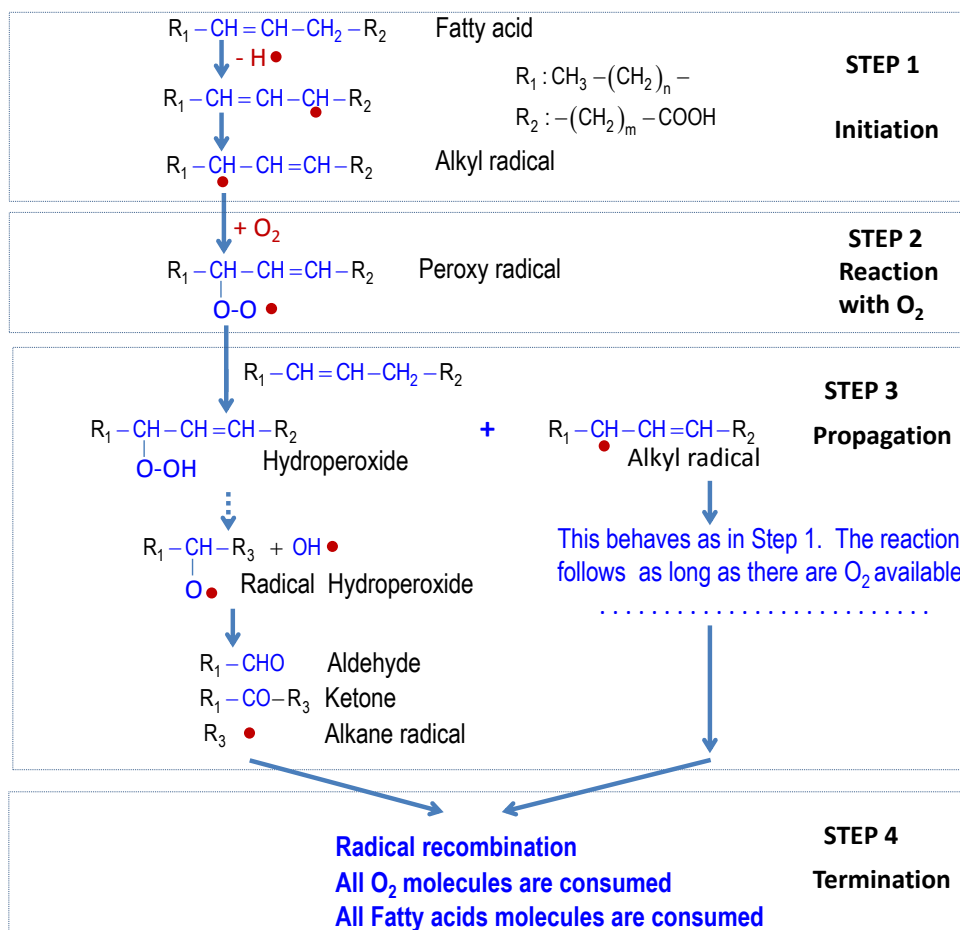 R₁–CH=CH–CH₂–R₂ Fatty acid
- H•
R₁ : CH₃ –(CH₂)ₙ –
STEP 1
R₁–CH=CH–CH–R₂
•
R₂ : –(CH₂)ₘ –COOH
Initiation
R₁–CH–CH=CH–R₂ Alkyl radical
•
+ O₂
STEP 2
R₁–CH–CH=CH–R₂ Peroxy radical
Reaction
O-O •
with O₂
R₁–CH=CH–CH₂–R₂
STEP 3
R₁–CH–CH=CH–R₂ + R₁–CH–CH=CH–R₂
•
Propagation
O-OH Hydroperoxide Alkyl radical
R₁–CH–R₃ + OH•
This behaves as in Step 1. The reaction
O• Radical Hydroperoxide
follows as long as there are O₂ available
. . . . . . . . . . . . . . . . . . . . . . . . . .
R₁–CHO Aldehyde
R₁–CO–R₃ Ketone
R₃ • Alkane radical
STEP 4
Radical recombination
All O₂ molecules are consumed
Termination
All Fatty acids molecules are consumed